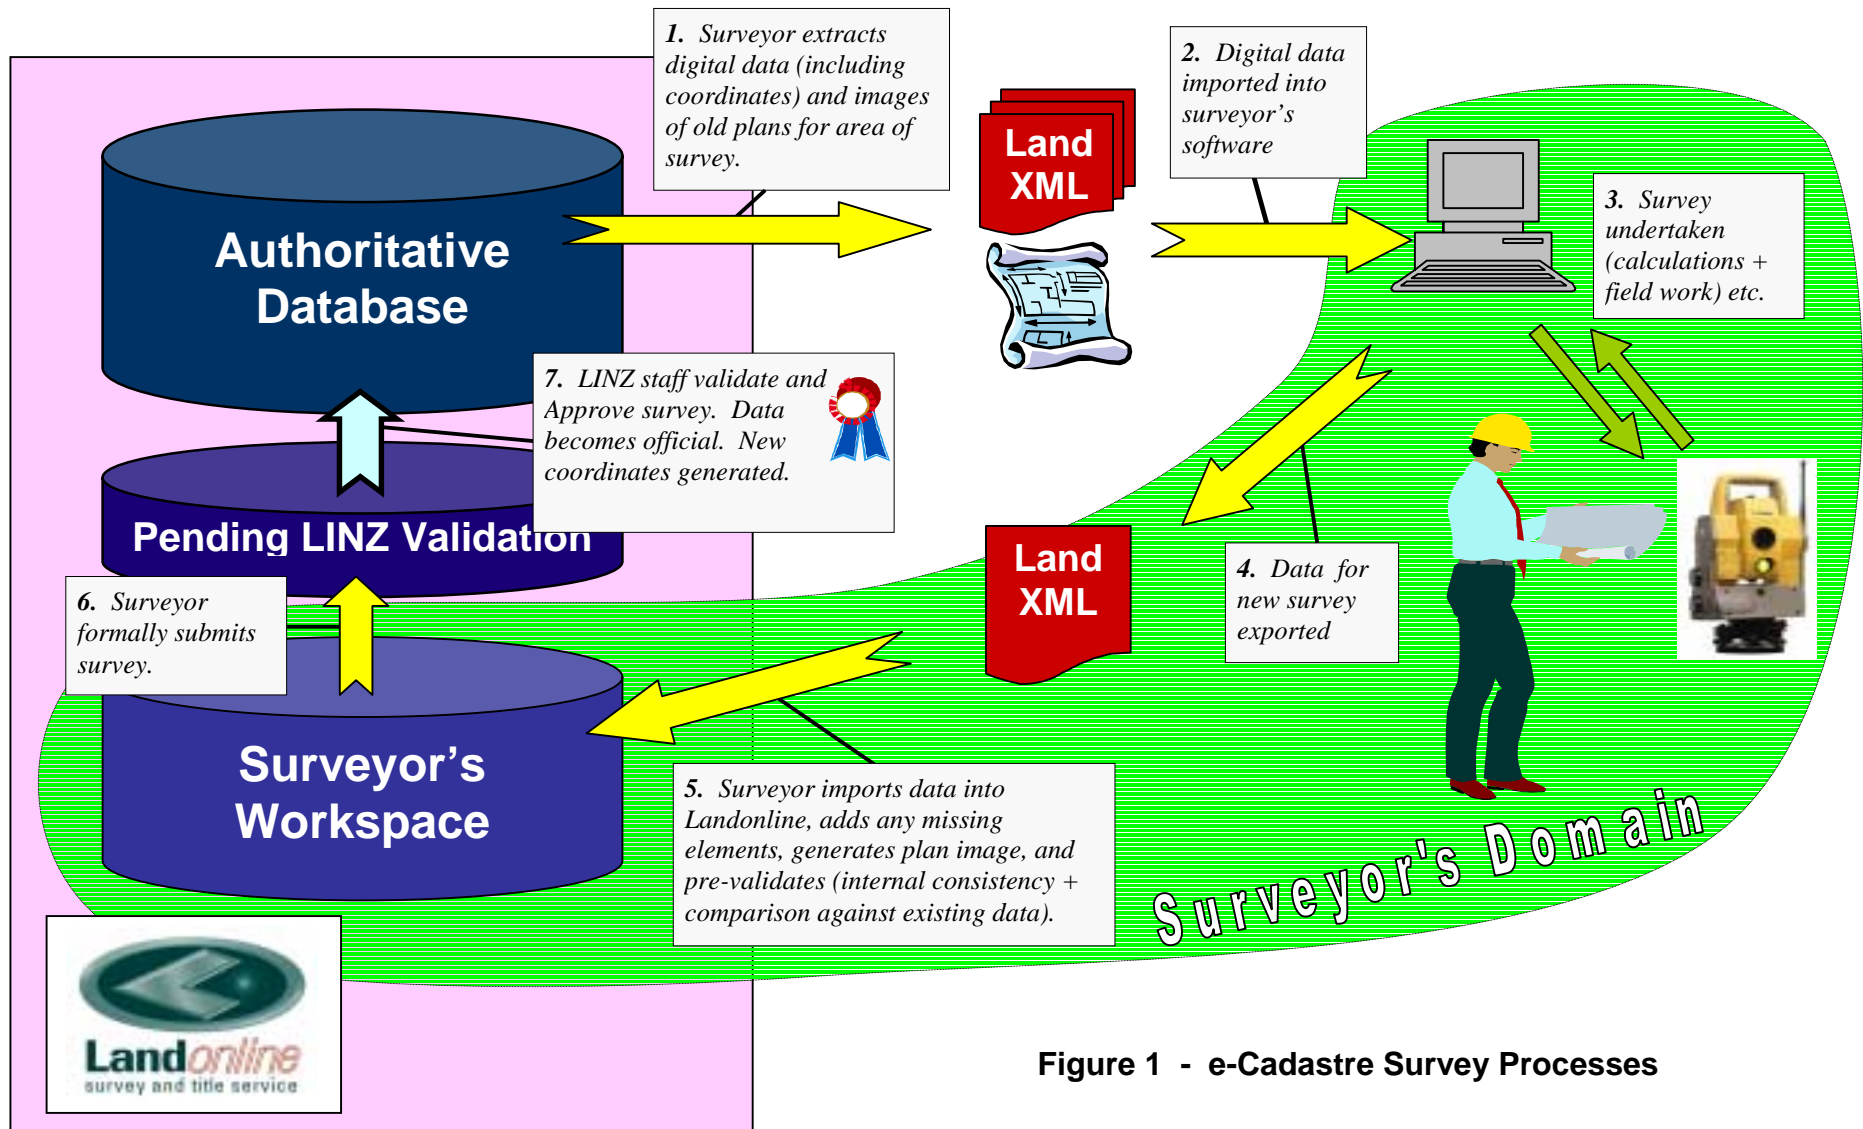 1. Surveyor extracts
digital data (including
coordinates) and images
of old plans for area of
survey.
2. Digital data
imported into
surveyor’s
software
Land
XML
3. Survey
undertaken
(calculations +
field work) etc.
Authoritative
Database
7. LINZ staff validate and
Approve survey. Data
becomes official. New
coordinates generated.
Pending LINZ Validation
Land
XML
4. Data for
new survey
exported
6. Surveyor
formally submits
survey.
Surveyor’s
Workspace
5. Surveyor imports data into
Landonline, adds any missing
elements, generates plan image, and
pre-validates (internal consistency +
comparison against existing data).
Surveyor's Domain
Landonline
survey and title service
Figure 1 - e-Cadastre Survey Processes